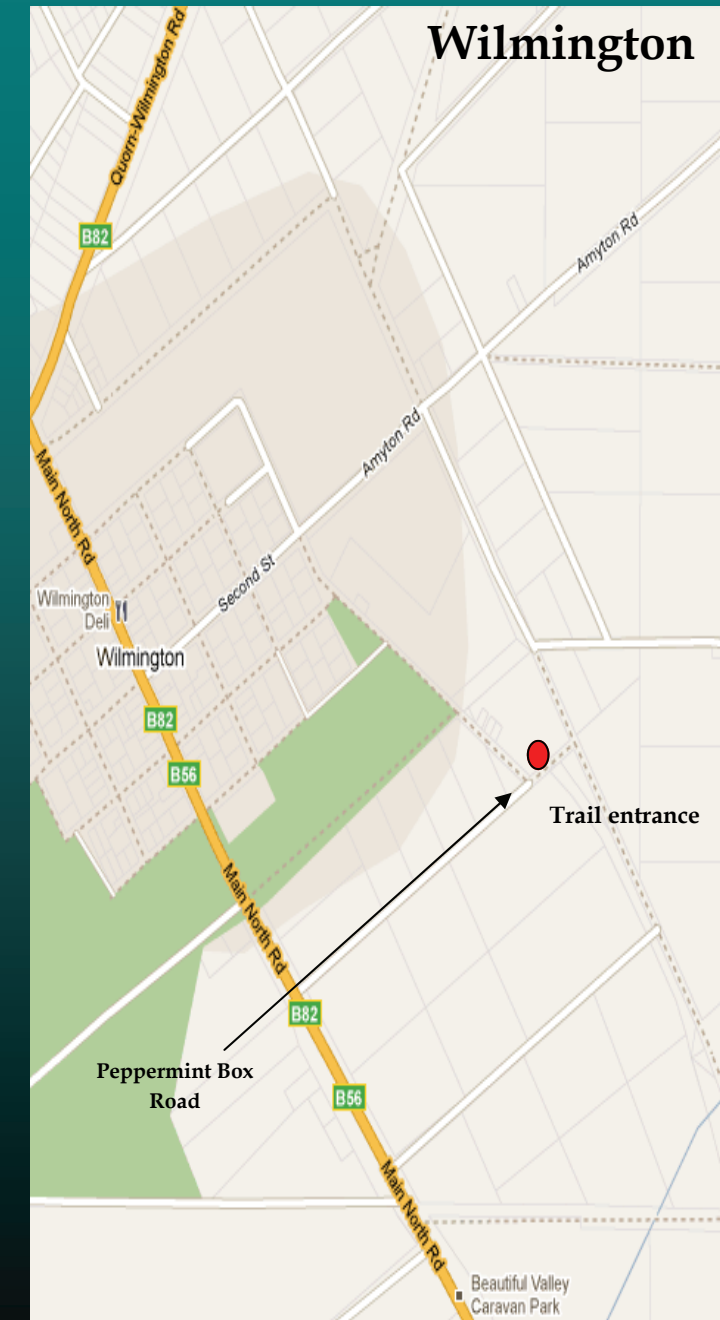 Wilmington
Quorn-Wilmington Rd
B82
Amyton Rd
Amyton Rd
Main North Rd
Second St
Wilmington
Deli
Wilmington
B82
B56
Trail entrance
Main North Rd
B82
Peppermint Box
Road
B56
Main North Rd
Beautiful Valley
Caravan Park